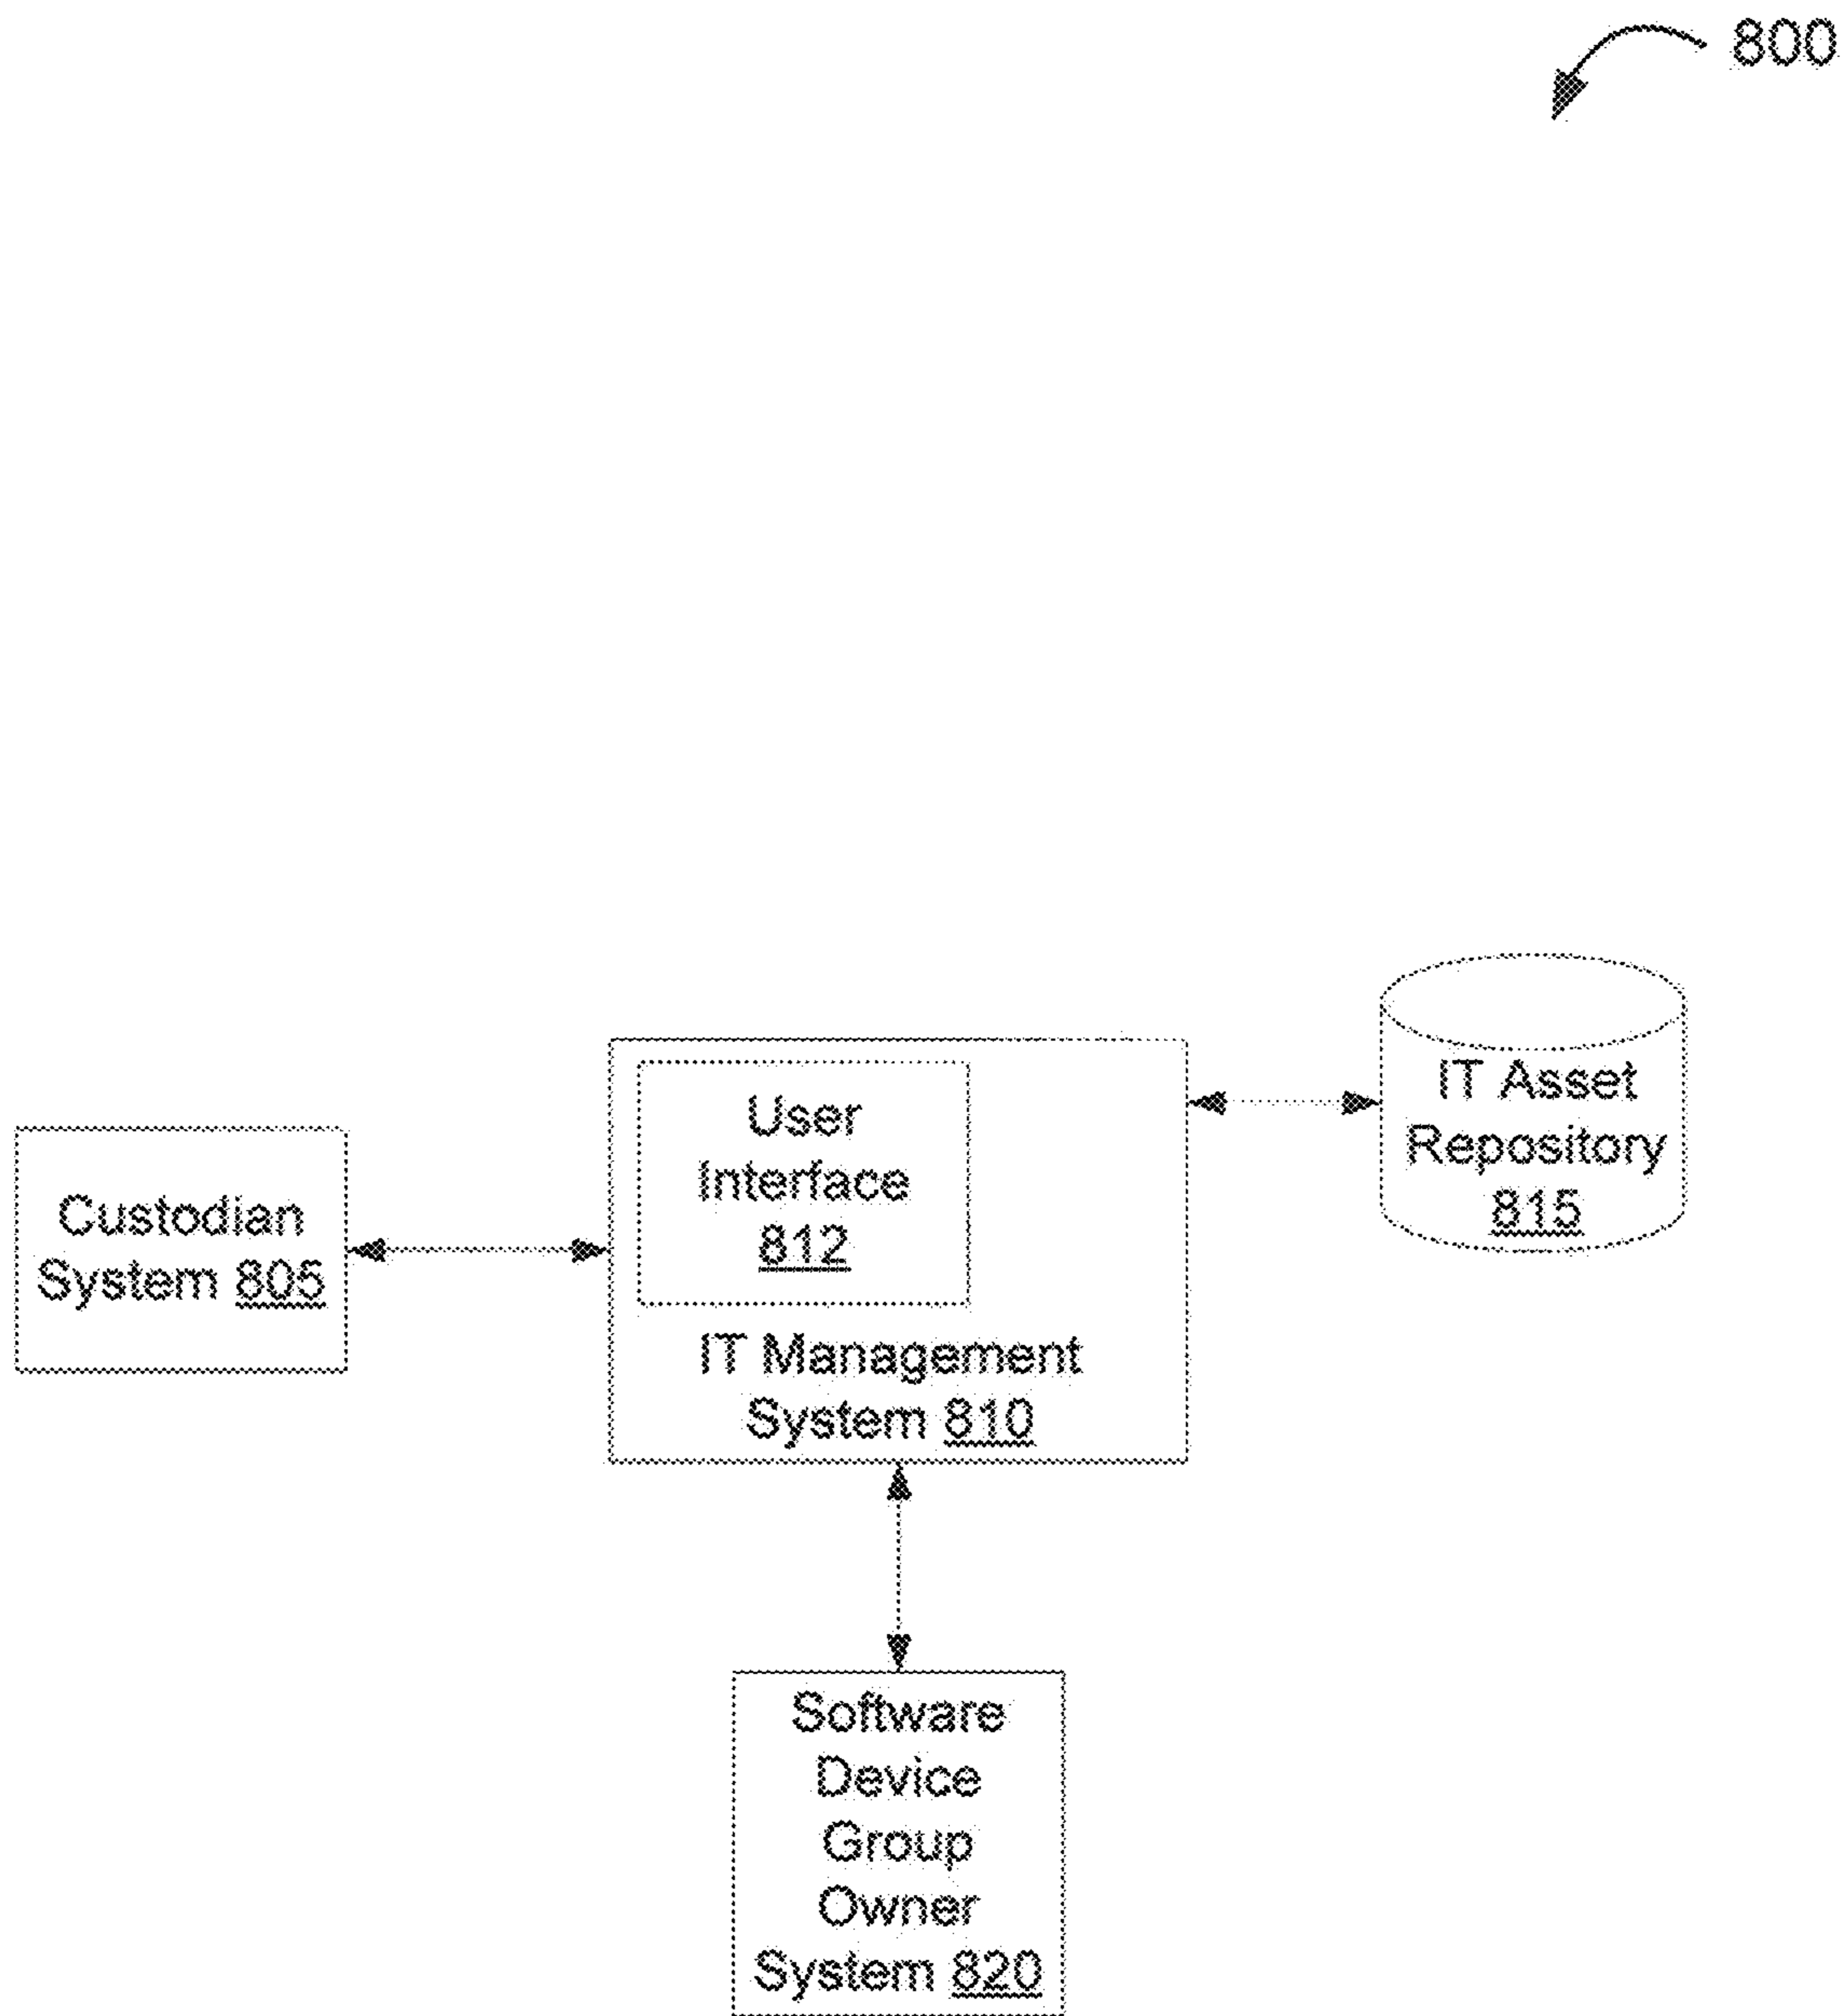 800
User
Interface
812
IT Management
System 810
IT Asset
Repository
815
Custodian
System 805
Software
Device
Group
Owner
System 820